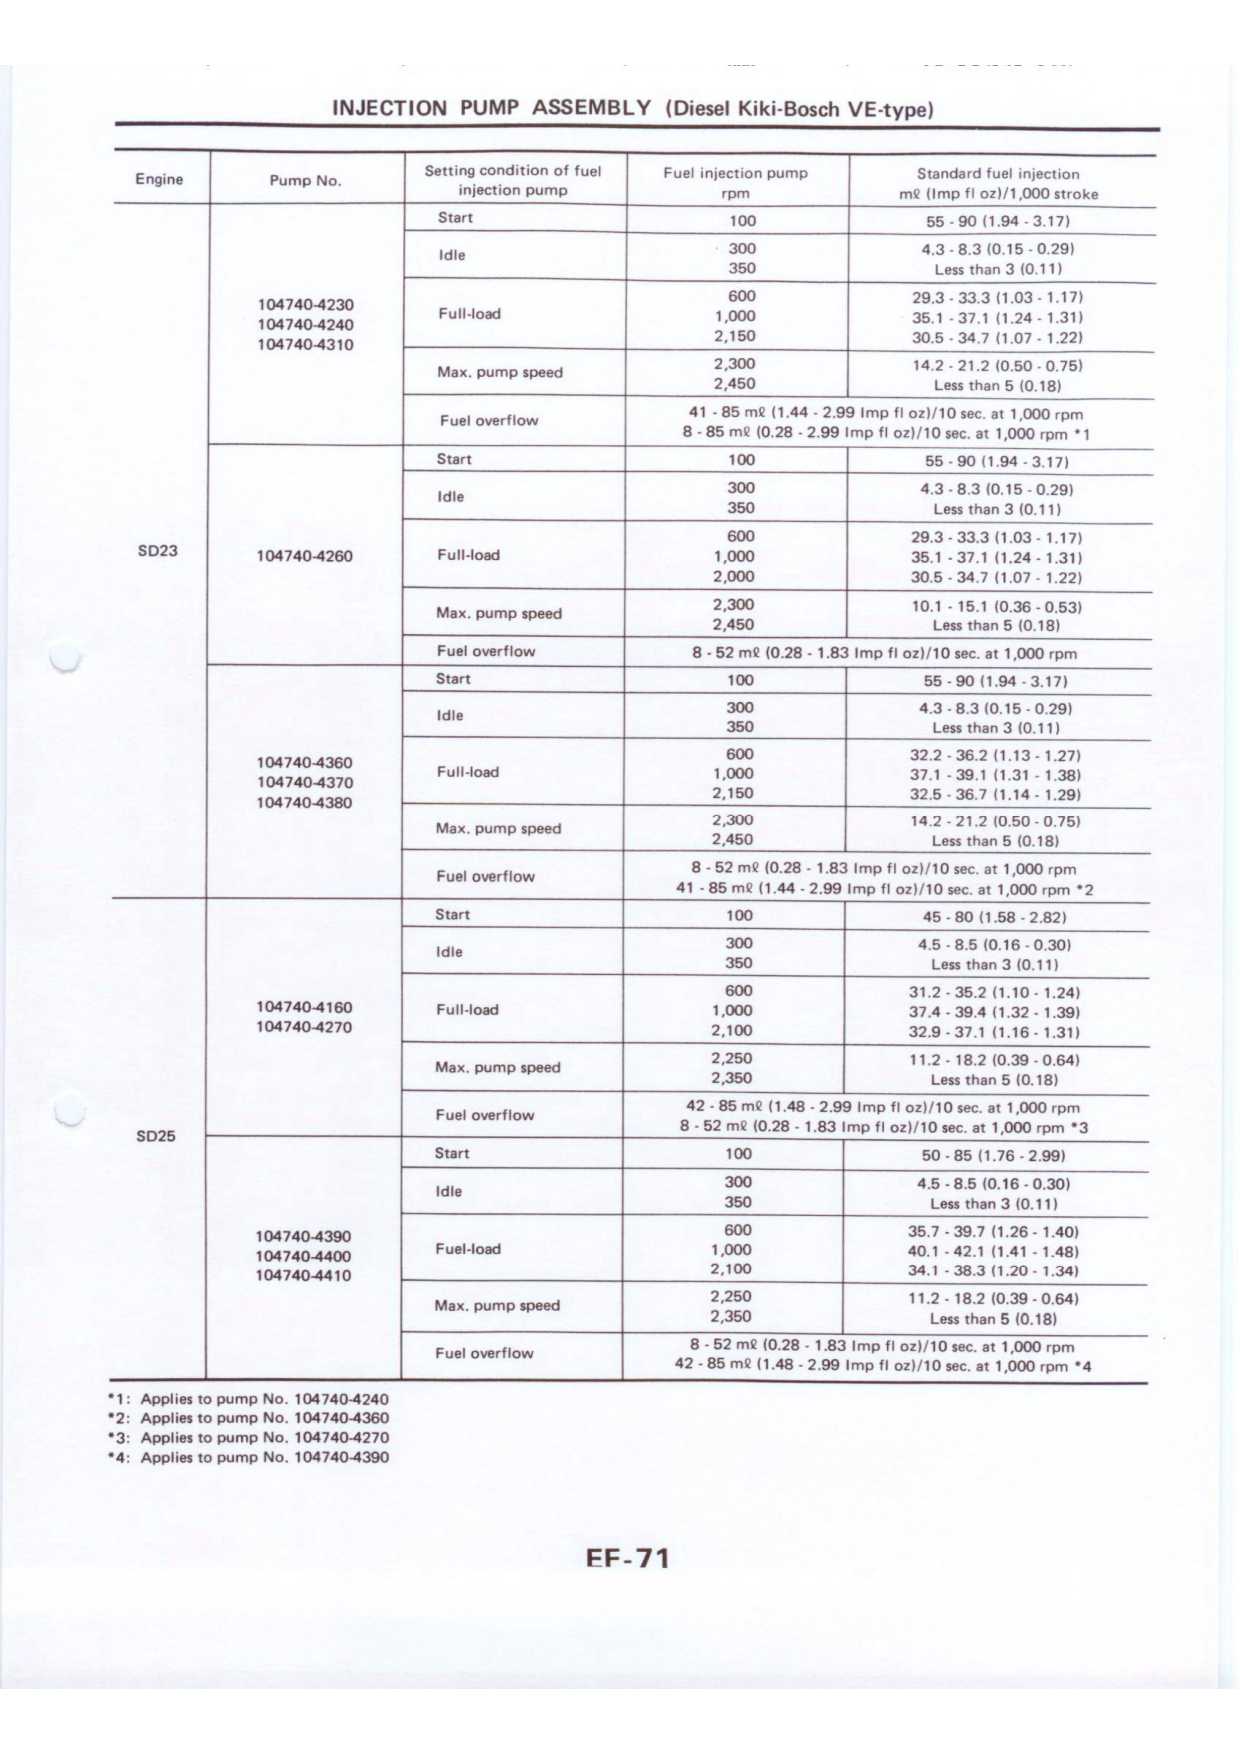 INJECTION PUMP ASSEMBLY (Diesel Kiki-Bosch VE-type)
Engine
Pump No.
Setting condition of fuel
injection pump
Fuel injection pump
rpm
Standard fuel injection
mℓ (Imp fl oz)/1,000 stroke
SD23
104740-4230
104740-4240
104740-4310
Start
100
55 - 90 (1.94 - 3.17)
Idle
300
4.3 - 8.3 (0.15 - 0.29)
350
Less than 3 (0.11)
Full-load
600
29.3 - 33.3 (1.03 - 1.17)
1,000
35.1 - 37.1 (1.24 - 1.31)
2,150
30.5 - 34.7 (1.07 - 1.22)
Max. pump speed
2,300
14.2 - 21.2 (0.50 - 0.75)
2,450
Less than 5 (0.18)
Fuel overflow
41 - 85 mℓ (1.44 - 2.99 Imp fl oz)/10 sec. at 1,000 rpm
8 - 85 mℓ (0.28 - 2.99 Imp fl oz)/10 sec. at 1,000 rpm *1
104740-4260
Start
100
55 - 90 (1.94 - 3.17)
Idle
300
4.3 - 8.3 (0.15 - 0.29)
350
Less than 3 (0.11)
Full-load
600
29.3 - 33.3 (1.03 - 1.17)
1,000
35.1 - 37.1 (1.24 - 1.31)
2,000
30.5 - 34.7 (1.07 - 1.22)
Max. pump speed
2,300
10.1 - 15.1 (0.36 - 0.53)
2,450
Less than 5 (0.18)
Fuel overflow
8 - 52 mℓ (0.28 - 1.83 Imp fl oz)/10 sec. at 1,000 rpm
104740-4360
104740-4370
104740-4380
Start
100
55 - 90 (1.94 - 3.17)
Idle
300
4.3 - 8.3 (0.15 - 0.29)
350
Less than 3 (0.11)
Full-load
600
32.2 - 36.2 (1.13 - 1.27)
1,000
37.1 - 39.1 (1.31 - 1.38)
2,150
32.5 - 36.7 (1.14 - 1.29)
Max. pump speed
2,300
14.2 - 21.2 (0.50 - 0.75)
2,450
Less than 5 (0.18)
Fuel overflow
8 - 52 mℓ (0.28 - 1.83 Imp fl oz)/10 sec. at 1,000 rpm
41 - 85 mℓ (1.44 - 2.99 Imp fl oz)/10 sec. at 1,000 rpm *2
SD25
104740-4160
104740-4270
Start
100
45 - 80 (1.58 - 2.82)
Idle
300
4.5 - 8.5 (0.16 - 0.30)
350
Less than 3 (0.11)
Full-load
600
31.2 - 35.2 (1.10 - 1.24)
1,000
37.4 - 39.4 (1.32 - 1.39)
2,100
32.9 - 37.1 (1.16 - 1.31)
Max. pump speed
2,250
11.2 - 18.2 (0.39 - 0.64)
2,350
Less than 5 (0.18)
Fuel overflow
42 - 85 mℓ (1.48 - 2.99 Imp fl oz)/10 sec. at 1,000 rpm
8 - 52 mℓ (0.28 - 1.83 Imp fl oz)/10 sec. at 1,000 rpm *3
104740-4390
104740-4400
104740-4410
Start
100
50 - 85 (1.76 - 2.99)
Idle
300
4.5 - 8.5 (0.16 - 0.30)
350
Less than 3 (0.11)
Fuel-load
600
35.7 - 39.7 (1.26 - 1.40)
1,000
40.1 - 42.1 (1.41 - 1.48)
2,100
34.1 - 38.3 (1.20 - 1.34)
Max. pump speed
2,250
11.2 - 18.2 (0.39 - 0.64)
2,350
Less than 5 (0.18)
Fuel overflow
8 - 52 mℓ (0.28 - 1.83 Imp fl oz)/10 sec. at 1,000 rpm
42 - 85 mℓ (1.48 - 2.99 Imp fl oz)/10 sec. at 1,000 rpm *4
*1: Applies to pump No. 104740-4240
*2: Applies to pump No. 104740-4360
*3: Applies to pump No. 104740-4270
*4: Applies to pump No. 104740-4390
EF-71